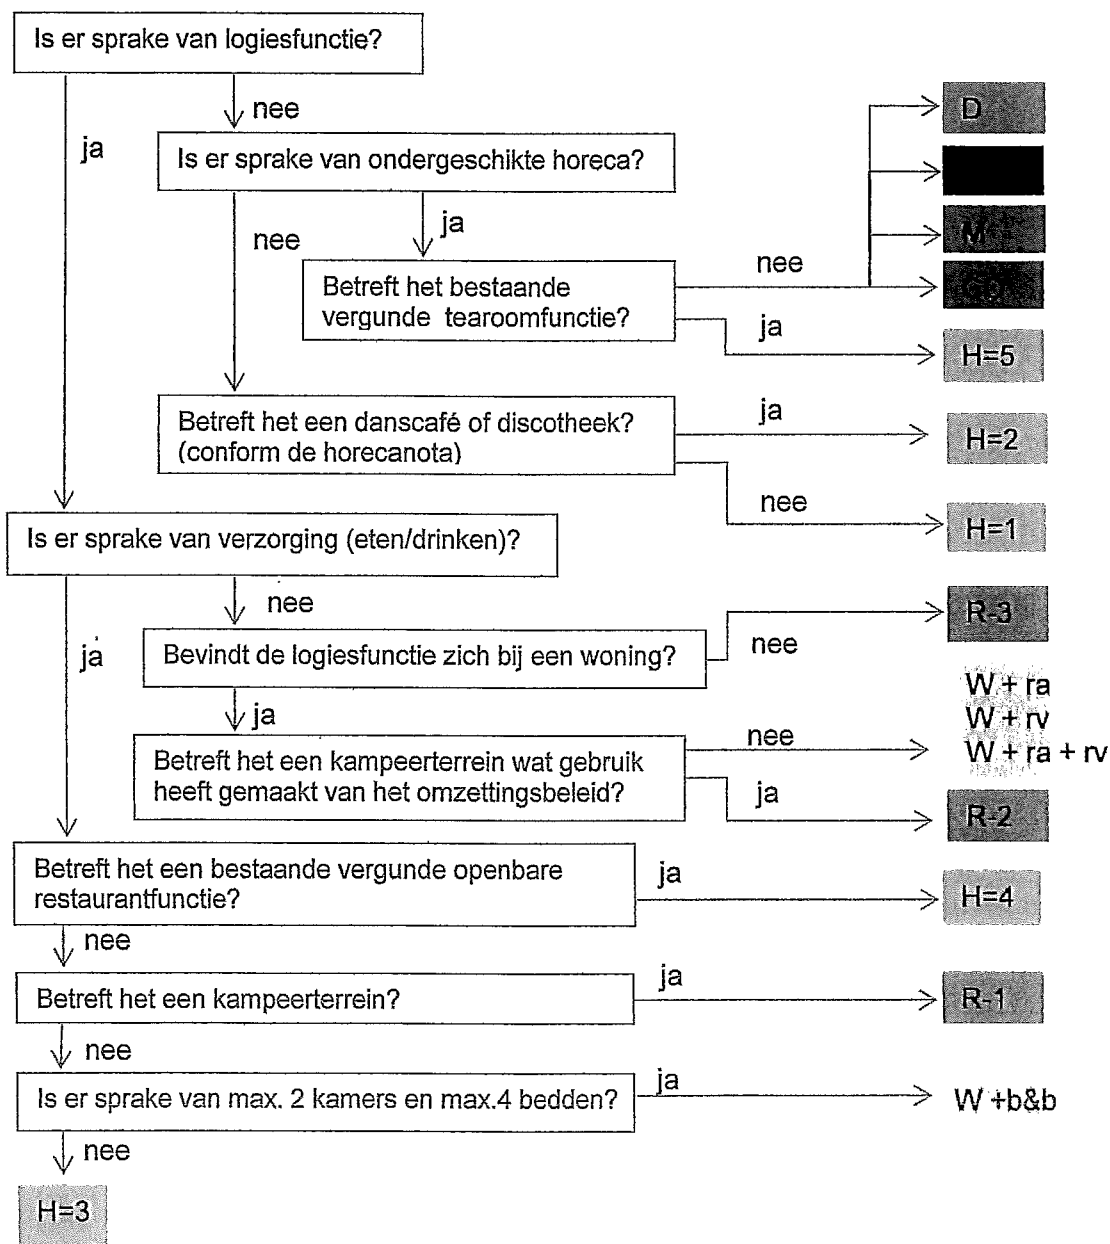 Is er sprake van logiesfunctie?
nee
ja
D
Is er sprake van ondergeschikte horeca?
nee
ja
nee
Betreft het bestaande
vergunde tearoomfunctie?
ja
H=5
Betreft het een danscafé of discotheek?
(conform de horecanota)
ja
H=2
nee
H=1
Is er sprake van verzorging (eten/drinken)?
nee
ja
R-3
Bevindt de logiesfunctie zich bij een woning?
nee
W + ra
W + rv
W + ra + rv
ja
nee
Betreft het een kampeerterrein wat gebruik
heeft gemaakt van het omzettingsbeleid?
ja
R-2
Betreft het een bestaande vergunde openbare
restaurantfunctie?
ja
H=4
nee
Betreft het een kampeerterrein?
ja
R-1
nee
Is er sprake van max. 2 kamers en max.4 bedden?
ja
W +b&b
nee
H=3